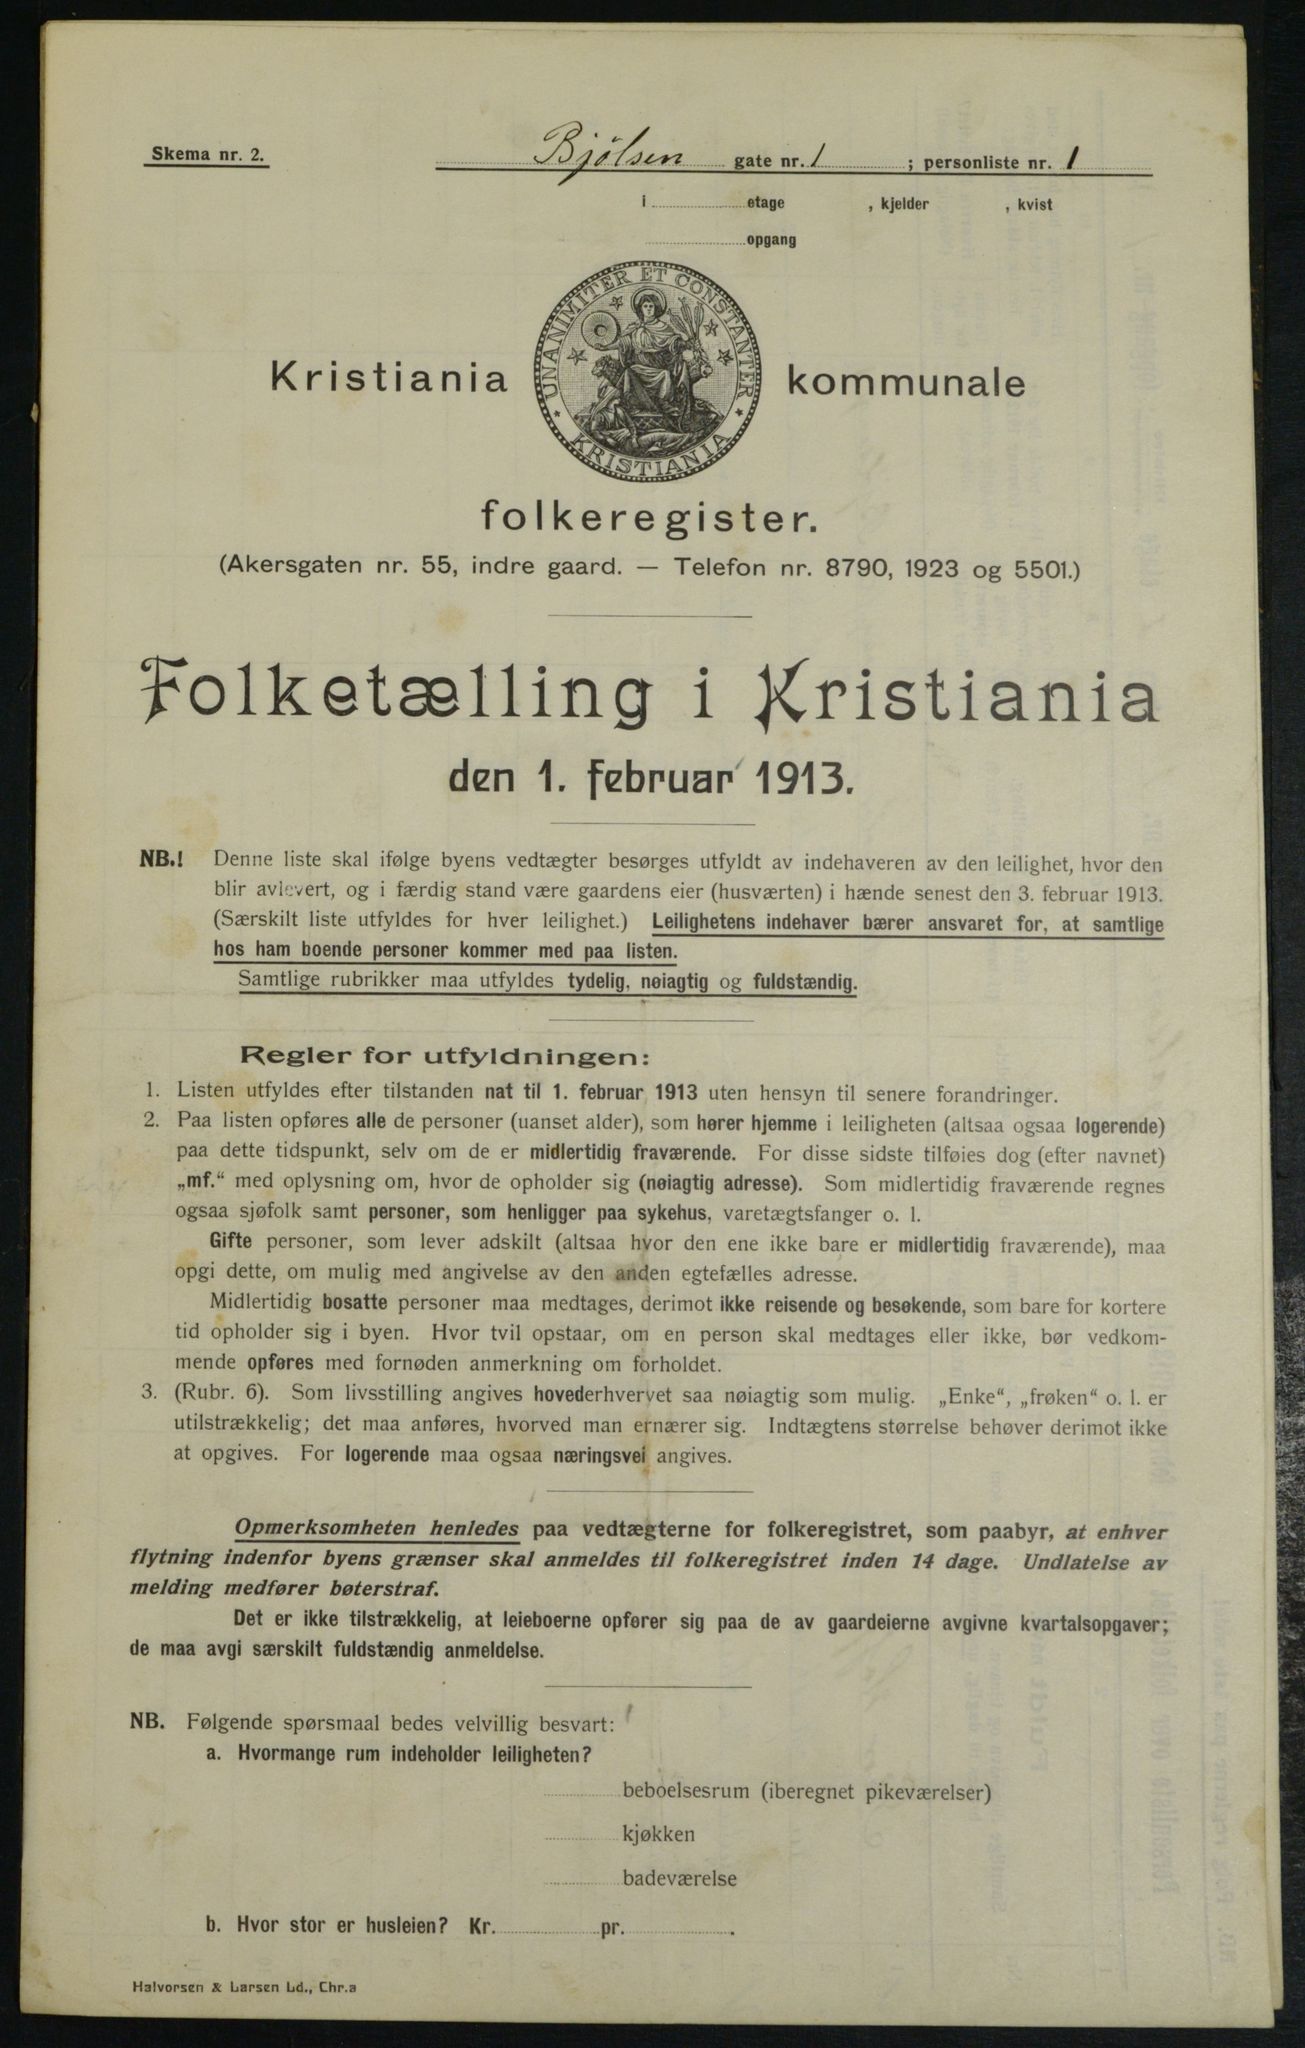 Skema nr. 2.
Bjølsen gate nr. 1 ; personliste nr. 1
i etage , kjelder , kvist
opgang
UNANIMITER ET CONSTANTER
KRISTIANIA
Kristiania kommunale
folkeregister.
(Akersgaten nr. 55, indre gaard. — Telefon nr. 8790, 1923 og 5501.)
Folketælling i Kristiania
den 1. februar 1913.
NB.! Denne liste skal ifølge byens vedtægter besørges utfyldt av indehaveren av den leilighet, hvor den
blir avlevert, og i færdig stand være gaardens eier (husværten) i hænde senest den 3. februar 1913.
(Særskilt liste utfyldes for hver leilighet.) Leilighetens indehaver bærer ansvaret for, at samtlige
hos ham boende personer kommer med paa listen.
Samtlige rubrikker maa utfyldes tydelig, nøiagtig og fuldstændig.
Regler for utfyldningen:
1. Listen utfyldes efter tilstanden nat til 1. februar 1913 uten hensyn til senere forandringer.
2. Paa listen opføres alle de personer (uanset alder), som hører hjemme i leiligheten (altsaa ogsaa logerende)
paa dette tidspunkt, selv om de er midlertidig fraværende. For disse sidste tilføies dog (efter navnet)
„mf.“ med oplysning om, hvor de opholder sig (nøiagtig adresse). Som midlertidig fraværende regnes
ogsaa sjøfolk samt personer, som henligger paa sykehus, varetægtsfanger o. l.
Gifte personer, som lever adskilt (altsaa hvor den ene ikke bare er midlertidig fraværende), maa
opgi dette, om mulig med angivelse av den anden egtefælles adresse.
Midlertidig bosatte personer maa medtages, derimot ikke reisende og besøkende, som bare for kortere
tid opholder sig i byen. Hvor tvil opstaar, om en person skal medtages eller ikke, bør vedkom-
mende opføres med fornøden anmerkning om forholdet.
3. (Rubr. 6). Som livsstilling angives hovederhvervet saa nøiagtig som mulig. „Enke“, „frøken“ o. l. er
utilstrækkelig; det maa anføres, hvorved man ernærer sig. Indtægtens størrelse behøver derimot ikke
at opgives. For logerende maa ogsaa næringsvei angives.
Opmerksomheten henledes paa vedtægterne for folkeregistret, som paabyr, at enhver
flytning indenfor byens grænser skal anmeldes til folkeregistret inden 14 dage. Undlatelse av
melding medfører bøterstraf.
Det er ikke tilstrækkelig, at leieboerne opfører sig paa de av gaardeierne avgivne kvartalsopgaver;
de maa avgi særskilt fuldstændig anmeldelse.
NB. Følgende spørsmaal bedes velvillig besvart:
a. Hvormange rum indeholder leiligheten?
beboelsesrum (iberegnet pikeværelser)
kjøkken
badeværelse
b. Hvor stor er husleien? Kr. pr. .
Halvorsen & Larsen Ld., Chr.a